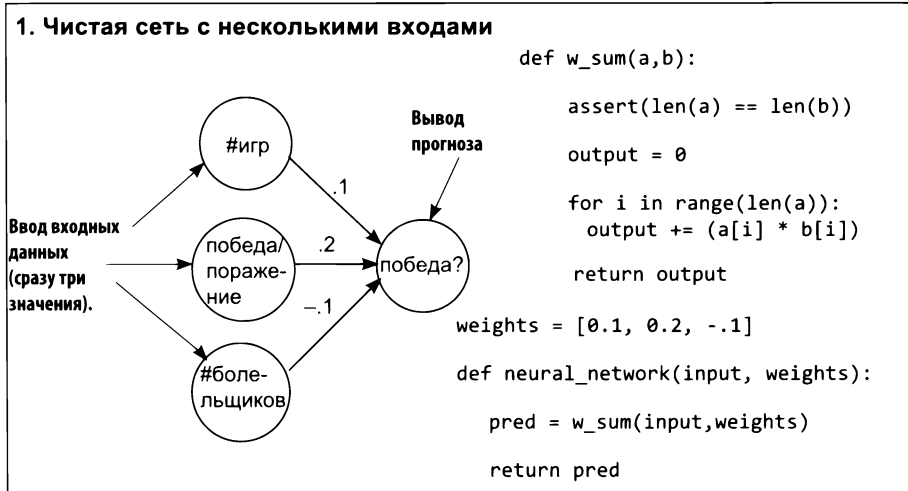 1. Чистая сеть с несколькими входами
Ввод входных
данных
(сразу три
значения).
#игр
победа/
пораже-
ние
#боле-
льщиков
.1
.2
–.1
Вывод
прогноза
победа?
def w_sum(a,b):
assert(len(a) == len(b))
output = 0
for i in range(len(a)):
output += (a[i] * b[i])
return output
weights = [0.1, 0.2, -.1]
def neural_network(input, weights):
pred = w_sum(input,weights)
return pred